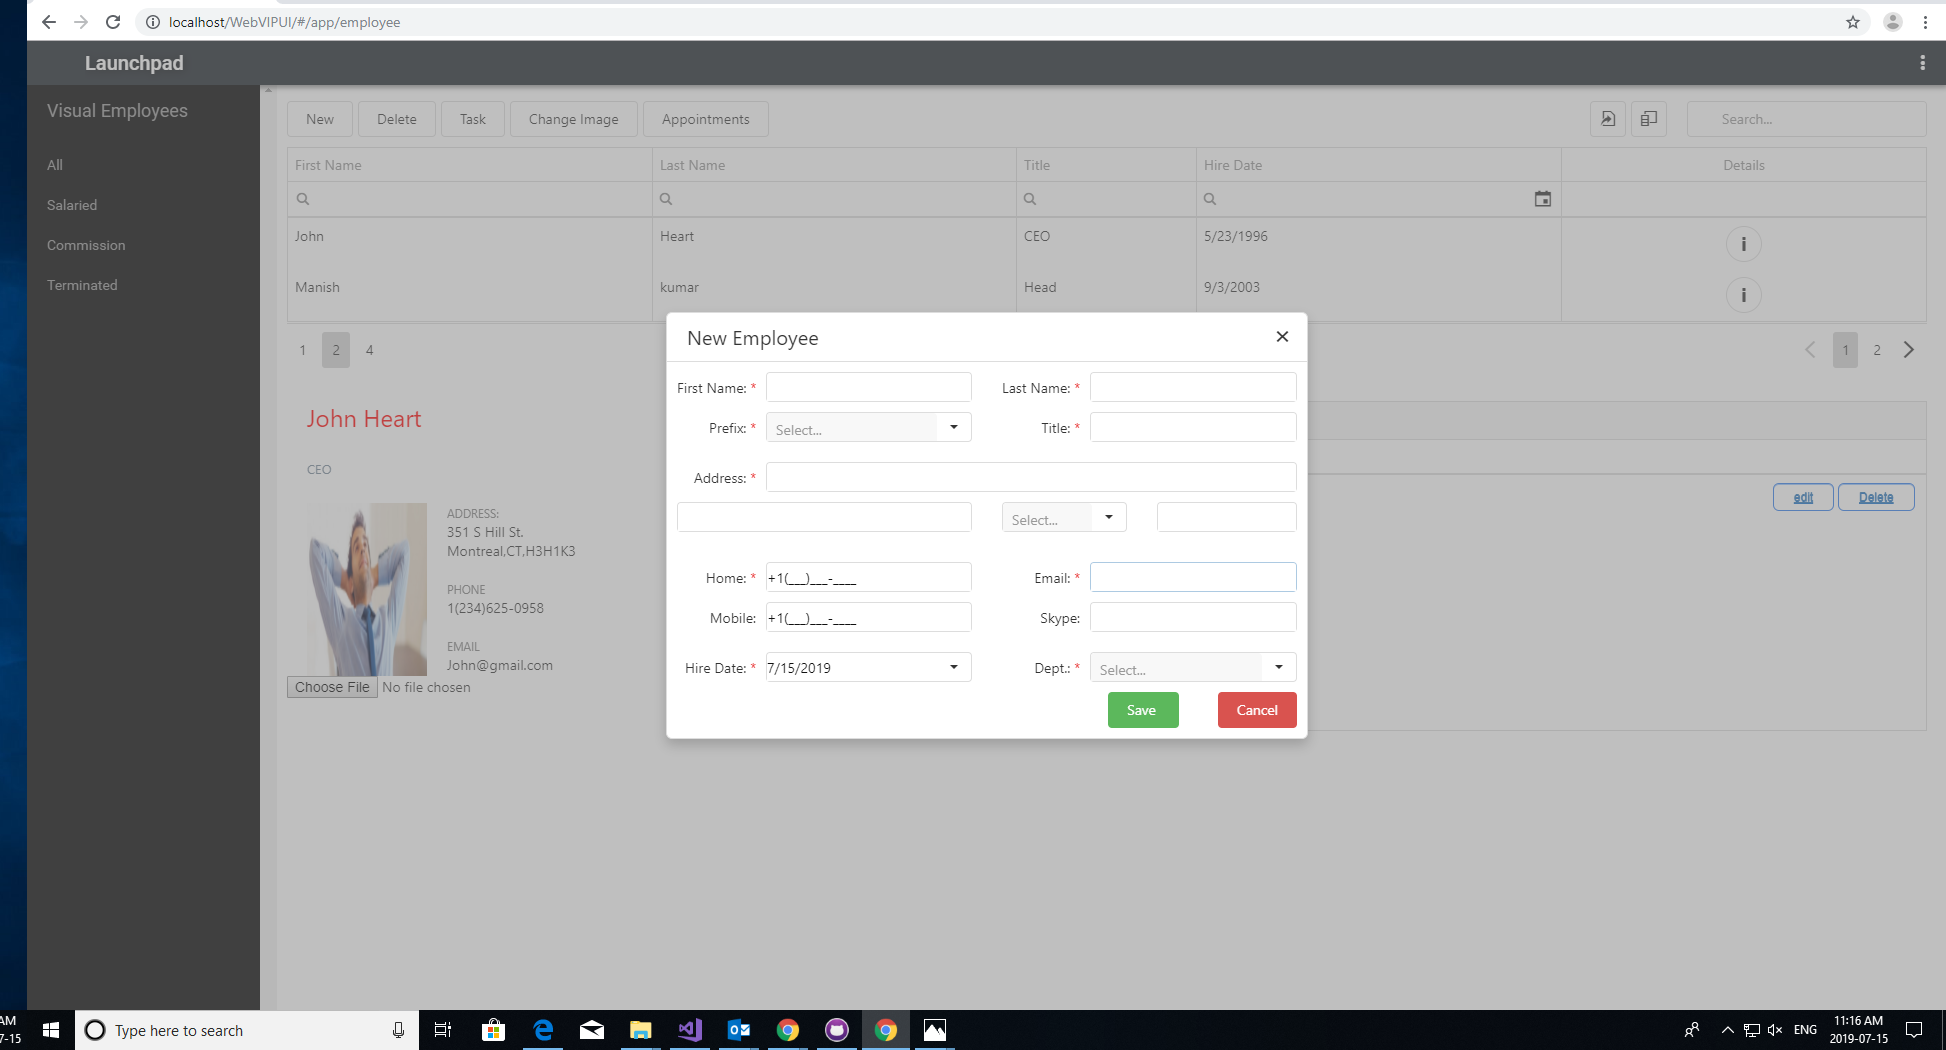 localhost/WebVIPUI/#/app/employee
Launchpad
Visual Employees
All
Salaried
Commission
Terminated
New Delete Task Change Image Appointments Search...
First Name Last Name Title Hire Date Details
John Heart CEO 5/23/1996
Manish kumar Head 9/3/2003
1 2 4 1 2
John Heart
CEO
ADDRESS:
351 S Hill St.
Montreal,CT,H3H1K3
PHONE
1(234)625-0958
EMAIL
John@gmail.com
Choose File No file chosen
edit Delete
New Employee
First Name: * Last Name: *
Prefix: * Select... Title: *
Address: *
Select...
Home: * +1(___)___-____ Email: *
Mobile: +1(___)___-____ Skype:
Hire Date: * 7/15/2019 Dept.: * Select...
Save Cancel
AM
7-15
Type here to search
ENG
11:16 AM
2019-07-15